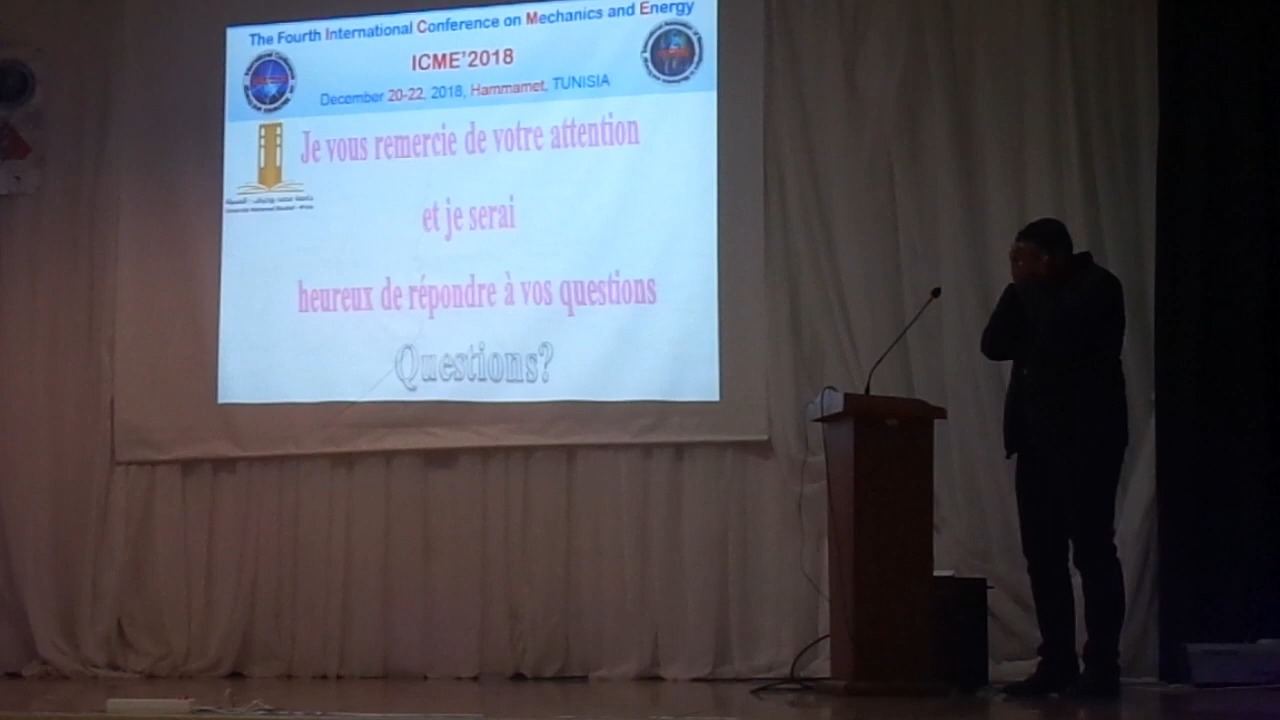 The Fourth International Conference on Mechanics and Energy
ICME'2018
December 20-22, 2018, Hammamet, TUNISIA
Je vous remercie de votre attention
et je serai
heureux de répondre à vos questions
Questions?